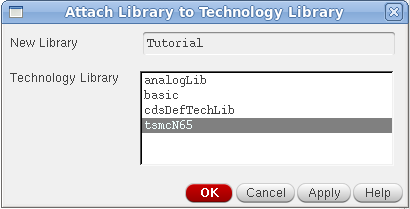 Attach Library to Technology Library
New Library
Tutorial
Technology Library
analogLib
basic
cdsDefTechLib
tsmcN65
OK Cancel Apply Help